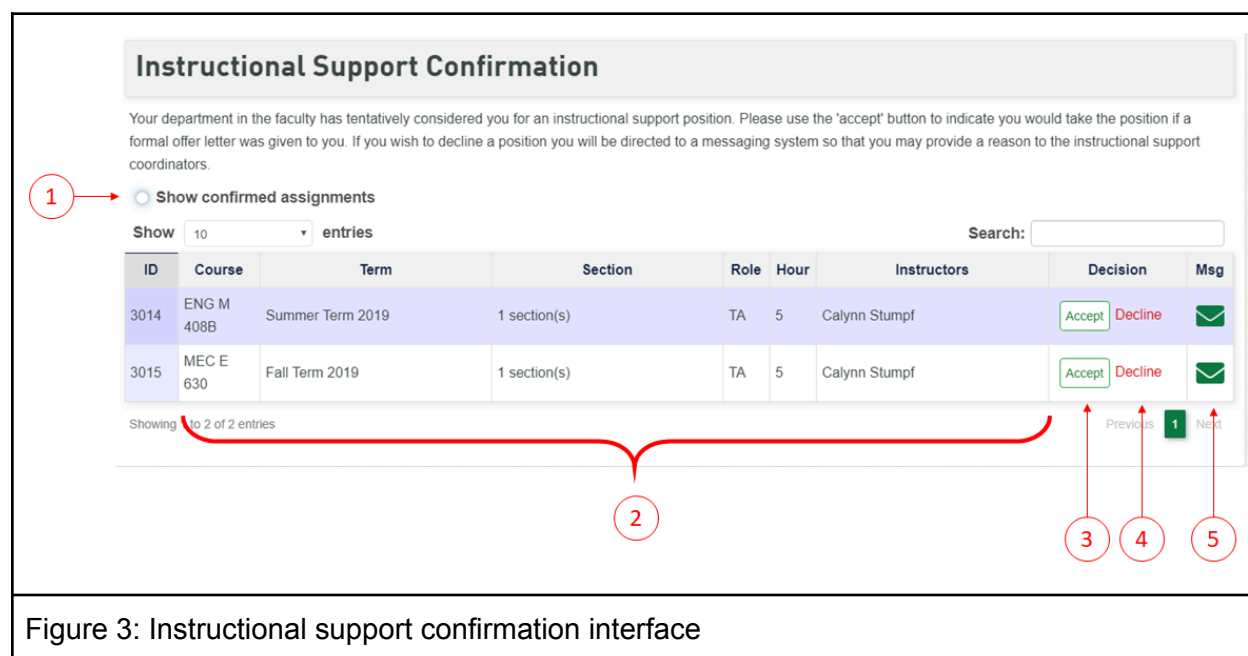 Instructional Support Confirmation
Your department in the faculty has tentatively considered you for an instructional support position. Please use the 'accept' button to indicate you would take the position if a
formal offer letter was given to you. If you wish to decline a position you will be directed to a messaging system so that you may provide a reason to the instructional support
coordinators.
1
Show confirmed assignments
Show 10 entries Search:
ID Course Term Section Role Hour Instructors Decision Msg
3014 ENG M 408B Summer Term 2019 1 section(s) TA 5 Calynn Stumpf Accept Decline
3015 MEC E 630 Fall Term 2019 1 section(s) TA 5 Calynn Stumpf Accept Decline
Showing to 2 of 2 entries Previous 1 Next
2
3 4 5
Figure 3: Instructional support confirmation interface